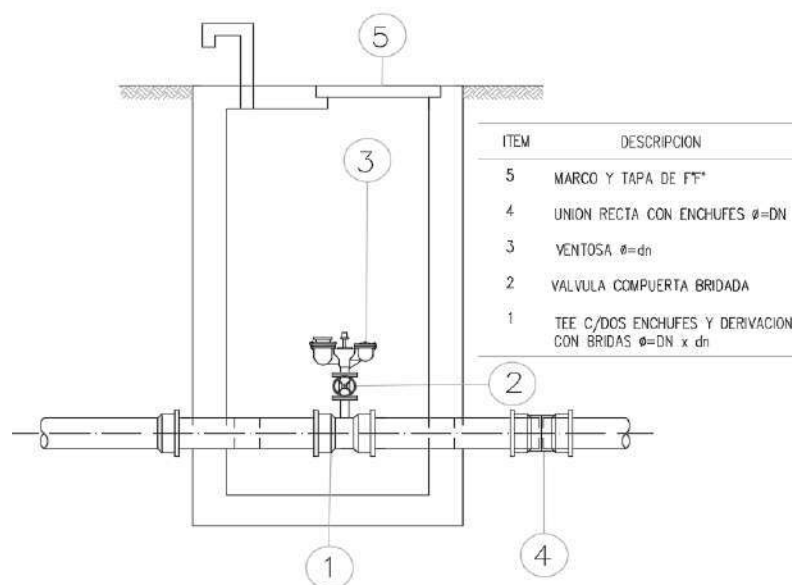 5
3
ITEM DESCRIPCION
5 MARCO Y TAPA DE F°F°
4 UNION RECTA CON ENCHUFES Ø=DN
3 VENTOSA Ø=dn
2 VALVULA COMPUERTA BRIDADA
1 TEE C/DOS ENCHUFES Y DERIVACION
CON BRIDAS Ø=DN x dn
2
1
4